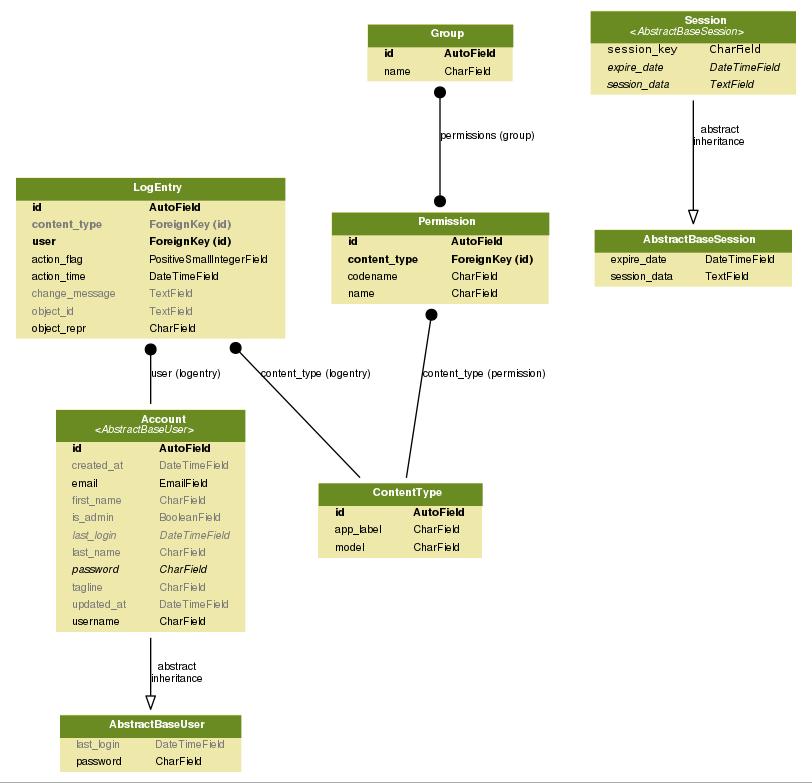 Group
id AutoField
name CharField
Session
<AbstractBaseSession>
session_key CharField
expire_date DateTimeField
session_data TextField
permissions (group)
abstract
inheritance
LogEntry
id AutoField
content_type ForeignKey (id)
user ForeignKey (id)
action_flag PositiveSmallIntegerField
action_time DateTimeField
change_message TextField
object_id TextField
object_repr CharField
Permission
id AutoField
content_type ForeignKey (id)
codename CharField
name CharField
AbstractBaseSession
expire_date DateTimeField
session_data TextField
user (logentry)
content_type (logentry)
content_type (permission)
Account
<AbstractBaseUser>
id AutoField
created_at DateTimeField
email EmailField
first_name CharField
is_admin BooleanField
last_login DateTimeField
last_name CharField
password CharField
tagline CharField
updated_at DateTimeField
username CharField
ContentType
id AutoField
app_label CharField
model CharField
abstract
inheritance
AbstractBaseUser
last_login DateTimeField
password CharField